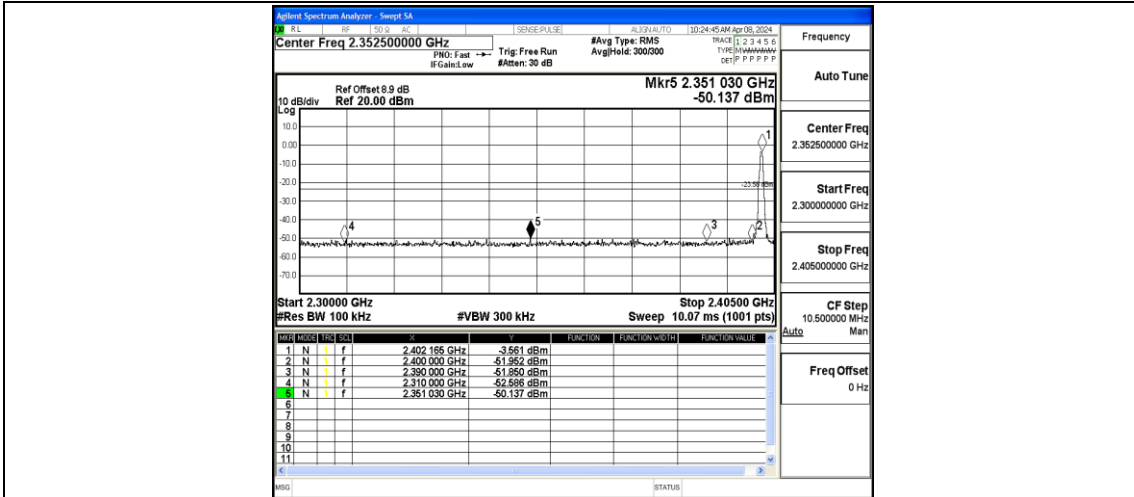 Agilent Spectrum Analyzer - Swept SA
RL RF 50 Ω AC SENSE:PULSE ALIGN AUTO 10:24:45 AM Apr 08, 2024
Center Freq 2.352500000 GHz
PNO: Fast
IFGain:Low
Trig: Free Run
#Atten: 30 dB
#Avg Type: RMS
Avg|Hold: 300/300
TRACE 1 2 3 4 5 6
TYPE
DET P P P P P P
Frequency
Mkr5 2.351 030 GHz
-50.137 dBm
Ref Offset 8.9 dB
10 dB/div Ref 20.00 dBm
Log
10.0
0.00
-10.0
-20.0
-30.0
-40.0
-50.0
-60.0
-70.0
1
2
3
4
5
Start 2.30000 GHz Stop 2.40500 GHz
#Res BW 100 kHz #VBW 300 kHz Sweep 10.07 ms (1001 pts)
MKR MODE TRC SCL X Y FUNCTION FUNCTION WIDTH FUNCTION VALUE
1 N 1 f 2.402 165 GHz -3.561 dBm
2 N 1 f 2.400 000 GHz -51.952 dBm
3 N 1 f 2.390 000 GHz -51.850 dBm
4 N 1 f 2.310 000 GHz -52.586 dBm
5 N 1 f 2.351 030 GHz -50.137 dBm
6
7
8
9
10
11
MSG STATUS
Auto Tune
Center Freq
2.352500000 GHz
Start Freq
2.300000000 GHz
Stop Freq
2.405000000 GHz
CF Step
10.500000 MHz
Auto Man
Freq Offset
0 Hz